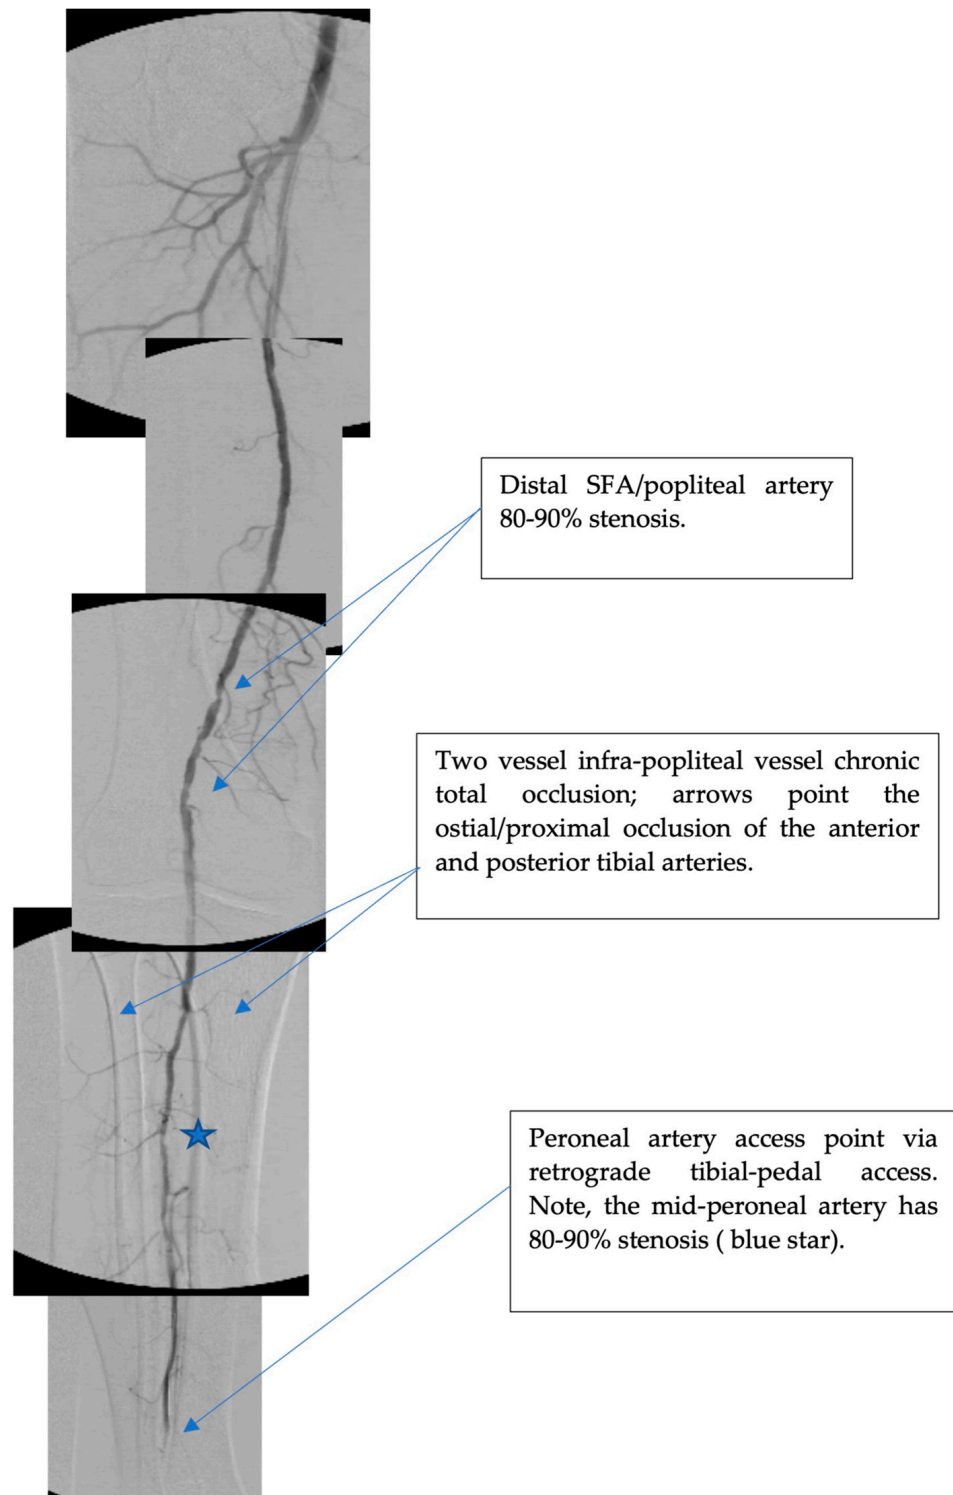 Distal SFA/popliteal artery
80-90% stenosis.
Two vessel infra-popliteal vessel chronic
total occlusion; arrows point the
ostial/proximal occlusion of the anterior
and posterior tibial arteries.
Peroneal artery access point via
retrograde tibial-pedal access.
Note, the mid-peroneal artery has
80-90% stenosis ( blue star).